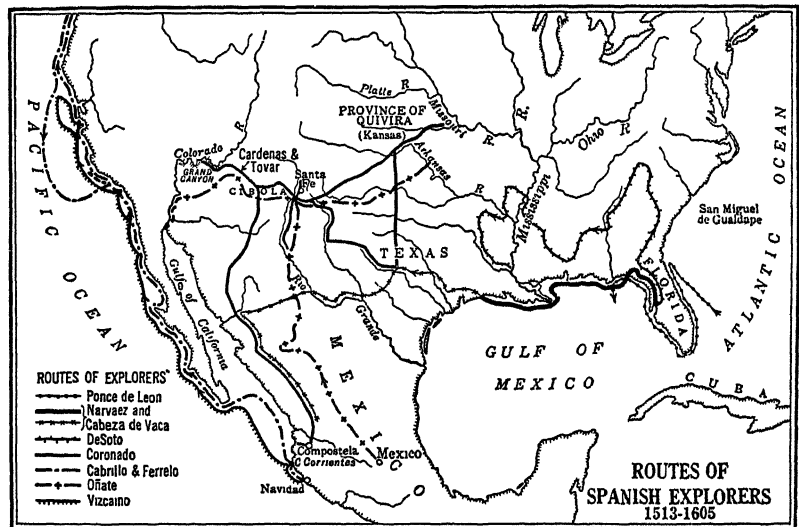 Platte R.
Missouri R.
R.
PROVINCE OF
QUIVIRA
(Kansas)
Ohio R
PACIFIC OCEAN
ATLANTIC OCEAN
Colorado R
GRAND
CANYON
Cardenas &
Tovar
Santa
Fe
CIBOLA
Arkansas R
Mississippi
San Miguel
de Gualdape
TEXAS
FLORIDA
Gulf of California
Rio Grande
MEXICO
GULF OF
MEXICO
CUBA
ROUTES OF EXPLORERS
Ponce de Leon
Narvaez and
Cabeza de Vaca
DeSoto
Coronado
Cabrillo & Ferrelo
Oñate
Vizcaino
Compostela
C Corrientas
Mexico
Navidad
ROUTES OF
SPANISH EXPLORERS
1513-1605